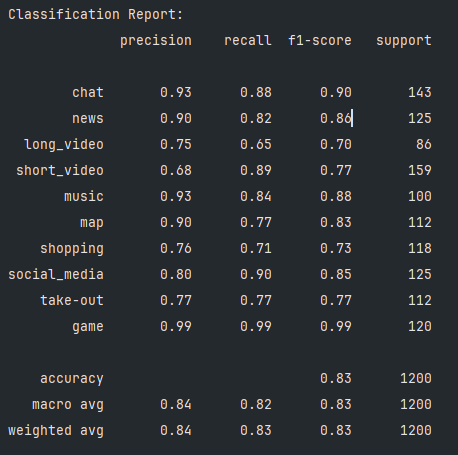 Classification Report:
precision recall f1-score support
chat 0.93 0.88 0.90 143
news 0.90 0.82 0.86 125
long_video 0.75 0.65 0.70 86
short_video 0.68 0.89 0.77 159
music 0.93 0.84 0.88 100
map 0.90 0.77 0.83 112
shopping 0.76 0.71 0.73 118
social_media 0.80 0.90 0.85 125
take-out 0.77 0.77 0.77 112
game 0.99 0.99 0.99 120
accuracy 0.83 1200
macro avg 0.84 0.82 0.83 1200
weighted avg 0.84 0.83 0.83 1200